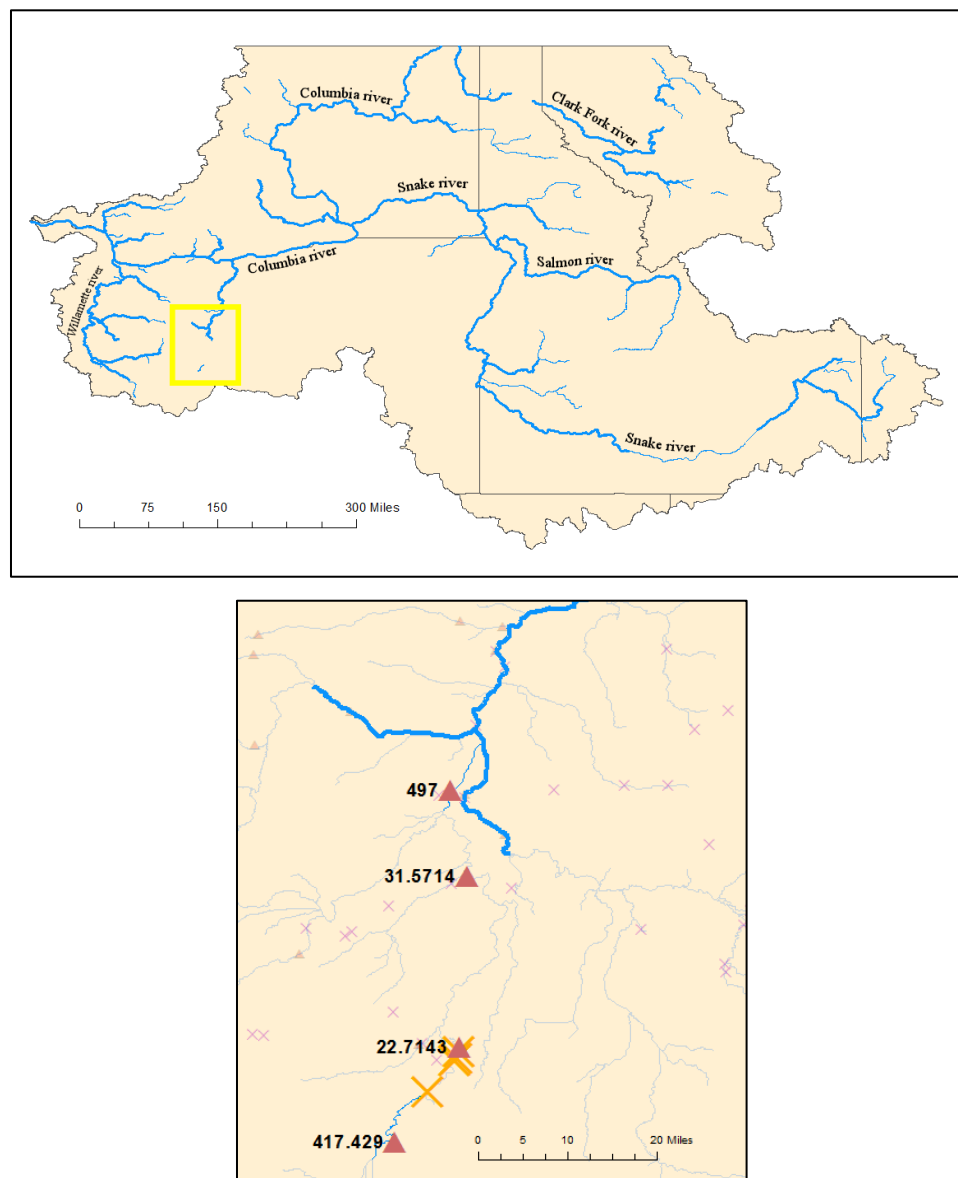 Columbia river
Clark Fork river
Snake river
Columbia river
Salmon river
Willamette river
Snake river
0 75 150 300 Miles
497
31.5714
22.7143
417.429
0 5 10 20 Miles